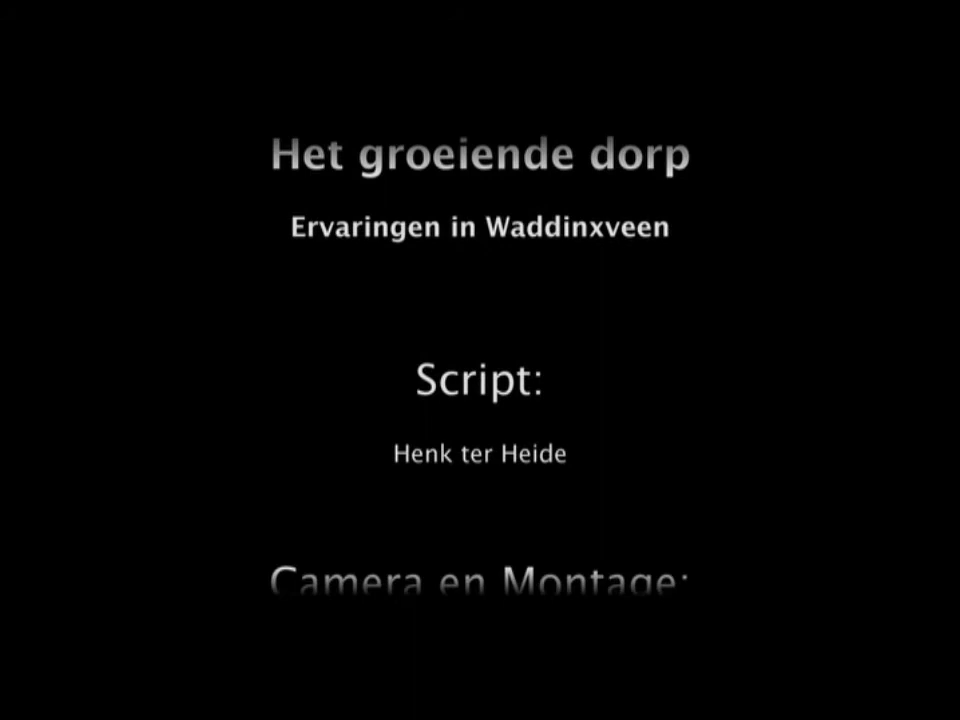 Het groeiende dorp
Ervaringen in Waddinxveen
Script:
Henk ter Heide
Camera en Montage: